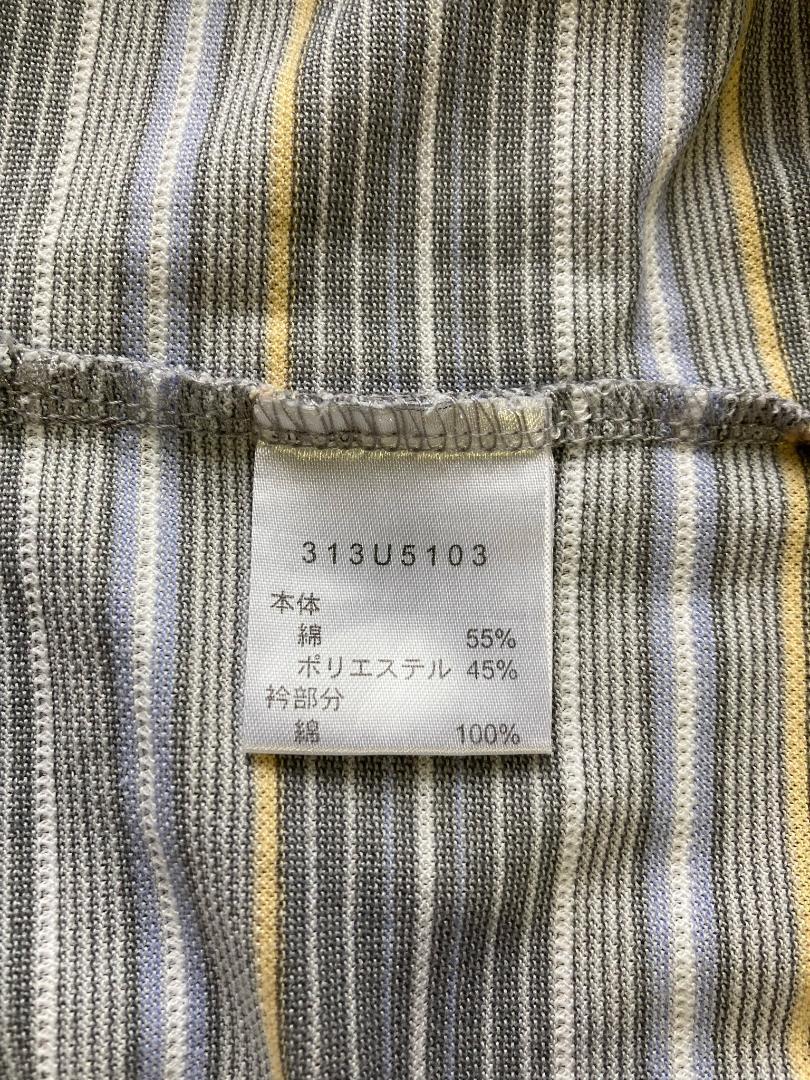 313U5103
本体
綿 55%
ポリエステル 45%
衿部分
綿 100%